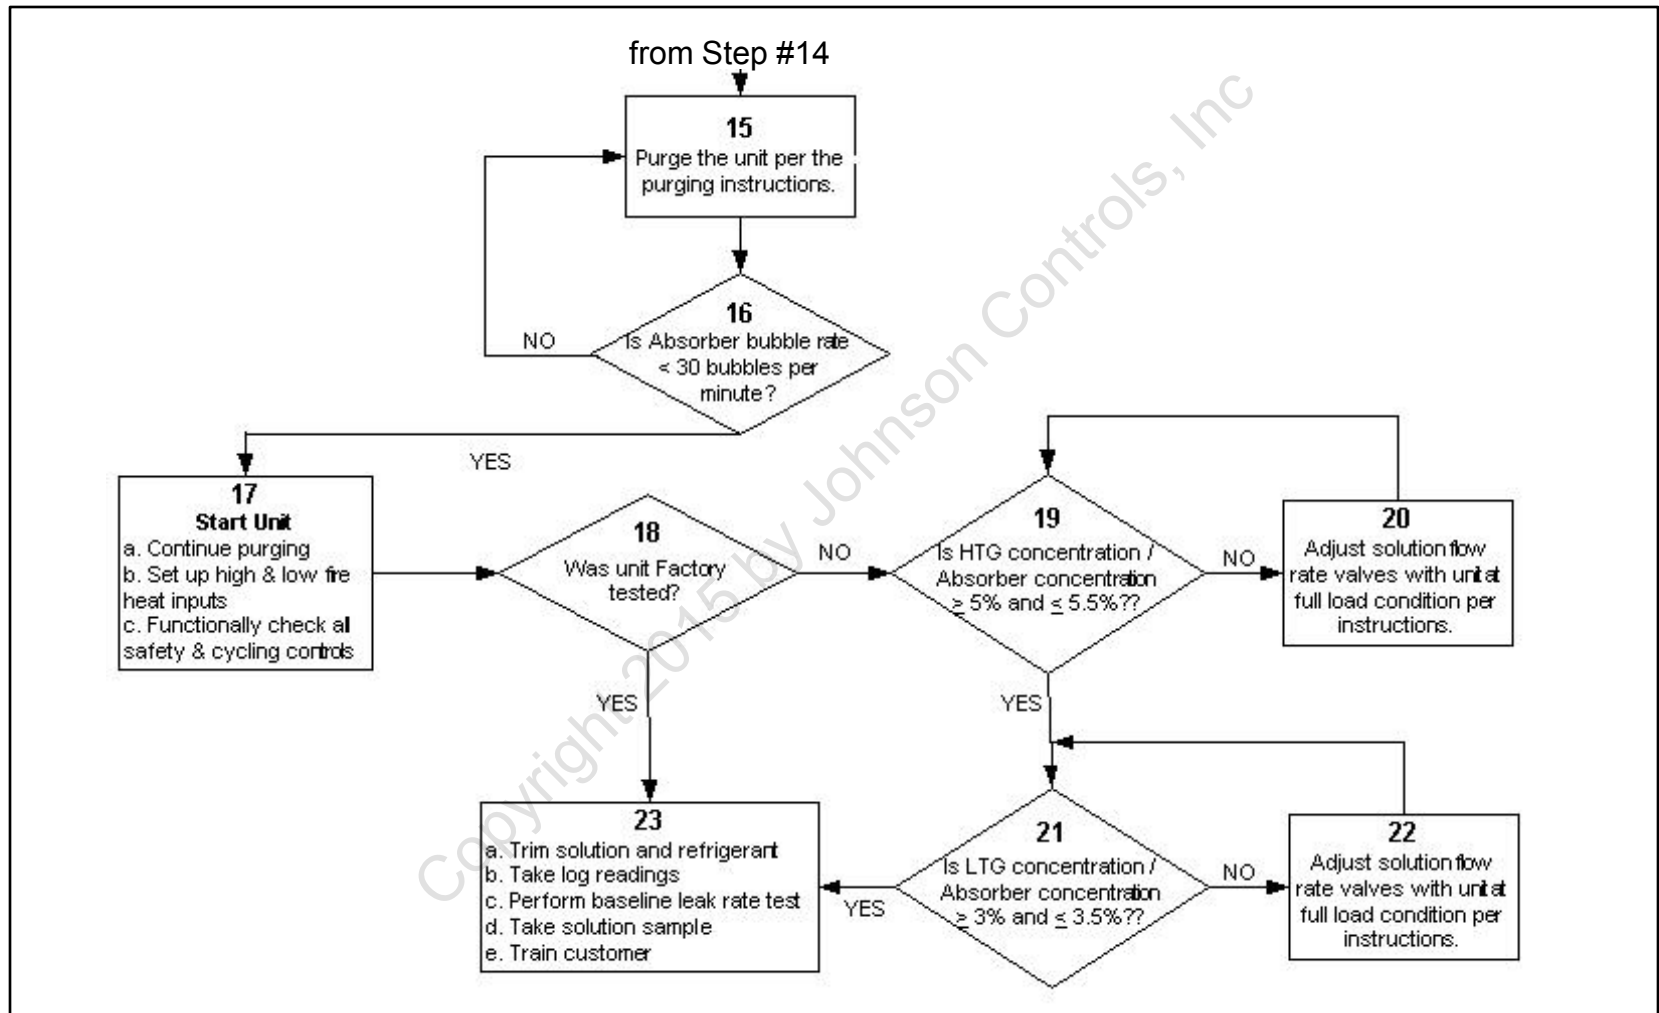 from Step #14
15
Purge the unit per the
purging instructions.
16
Is Absorber bubble rate
< 30 bubbles per
minute?
NO
YES
17
Start Unit
a. Continue purging
b. Set up high & low fire
heat inputs
c. Functionally check all
safety & cycling controls
18
Was unit Factory
tested?
NO
YES
19
Is HTG concentration /
Absorber concentration
≥ 5% and ≤ 5.5%??
NO
YES
20
Adjust solution flow
rate valves with unit at
full load condition per
instructions.
21
Is LTG concentration /
Absorber concentration
≥ 3% and ≤ 3.5%??
NO
YES
22
Adjust solution flow
rate valves with unit at
full load condition per
instructions.
23
a. Trim solution and refrigerant
b. Take log readings
c. Perform baseline leak rate test
d. Take solution sample
e. Train customer
Copyright 2015 by Johnson Controls, Inc